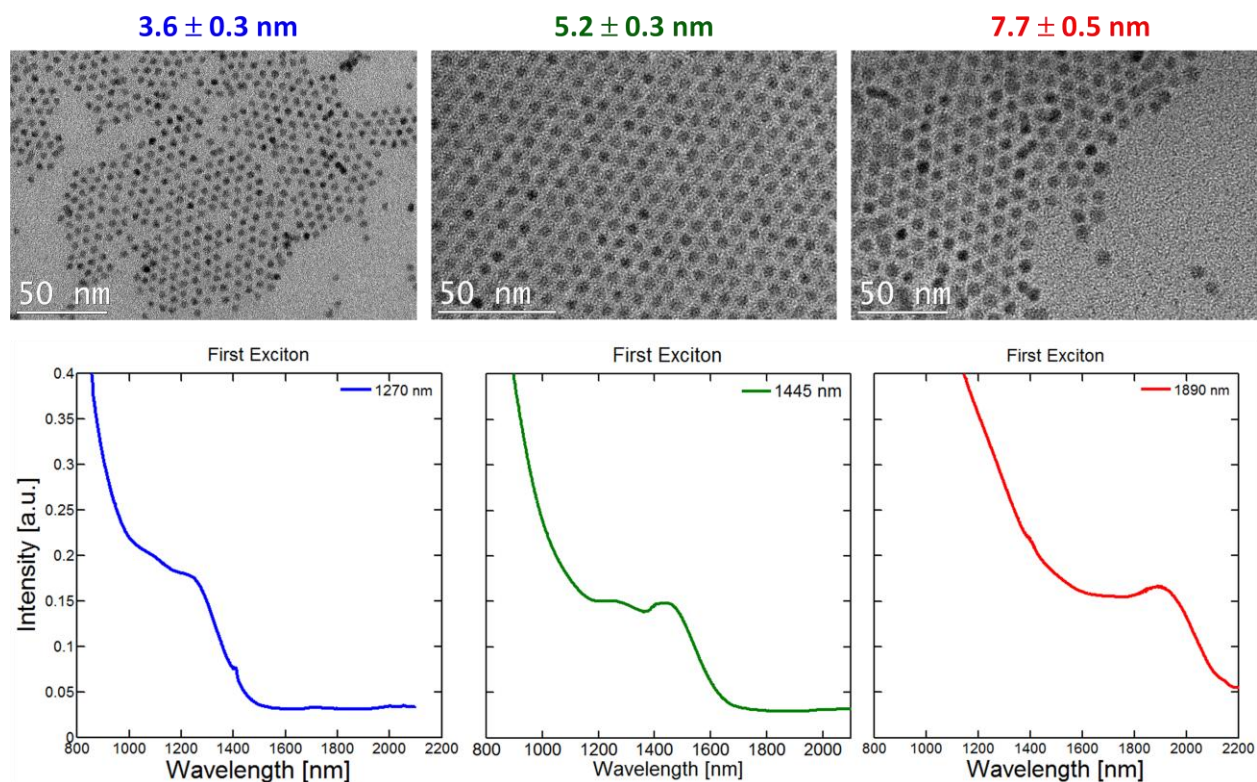 3.6 ± 0.3 nm
5.2 ± 0.3 nm
7.7 ± 0.5 nm
50 nm
50 nm
50 nm
First Exciton
First Exciton
First Exciton
1270 nm
1445 nm
1890 nm
Intensity [a.u.]
0.4
0.35
0.3
0.25
0.2
0.15
0.1
0.05
0
800 1000 1200 1400 1600 1800 2000 2200
800 1000 1200 1400 1600 1800 2000
800 1000 1200 1400 1600 1800 2000 2200
Wavelength [nm]
Wavelength [nm]
Wavelength [nm]